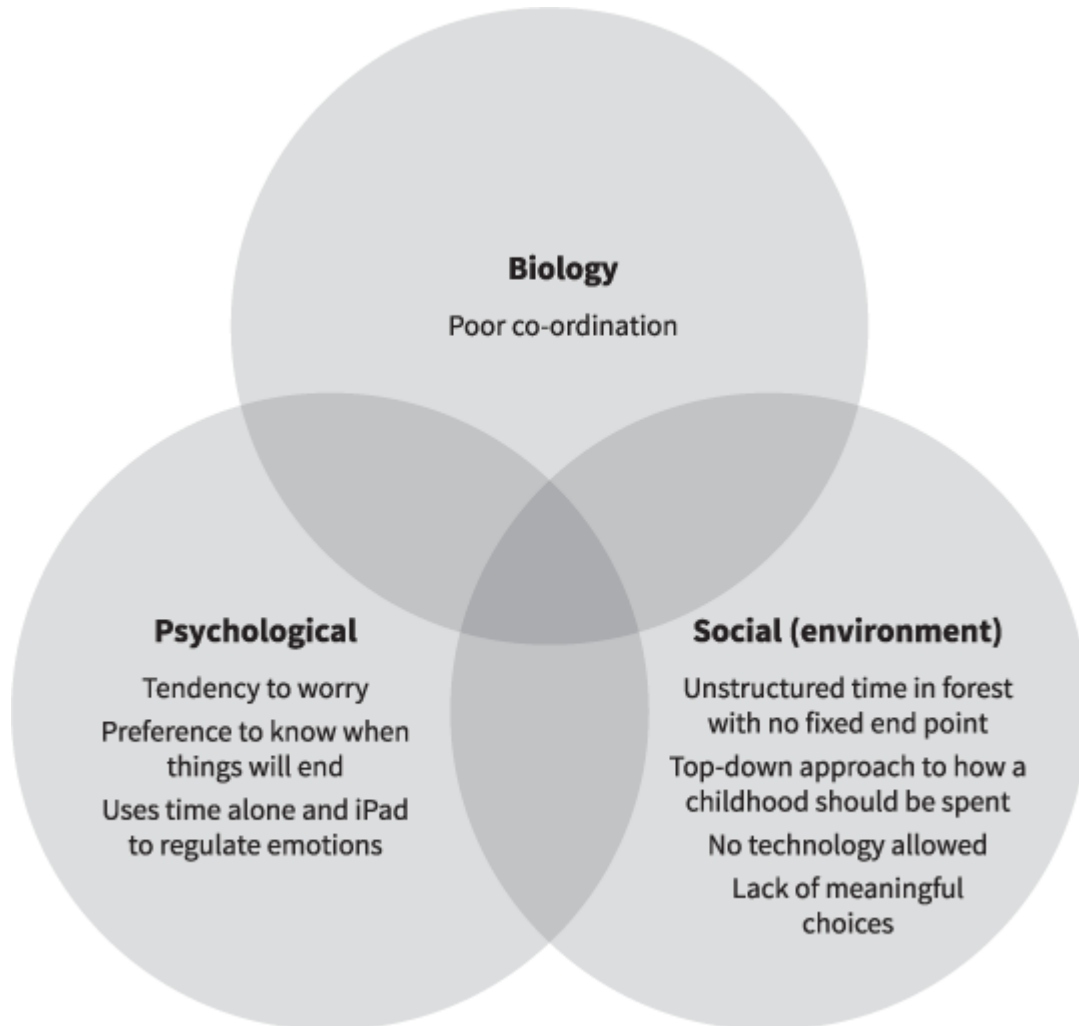 Biology
Poor co-ordination
Psychological
Tendency to worry
Preference to know when
things will end
Uses time alone and iPad
to regulate emotions
Social (environment)
Unstructured time in forest
with no fixed end point
Top-down approach to how a
childhood should be spent
No technology allowed
Lack of meaningful
choices